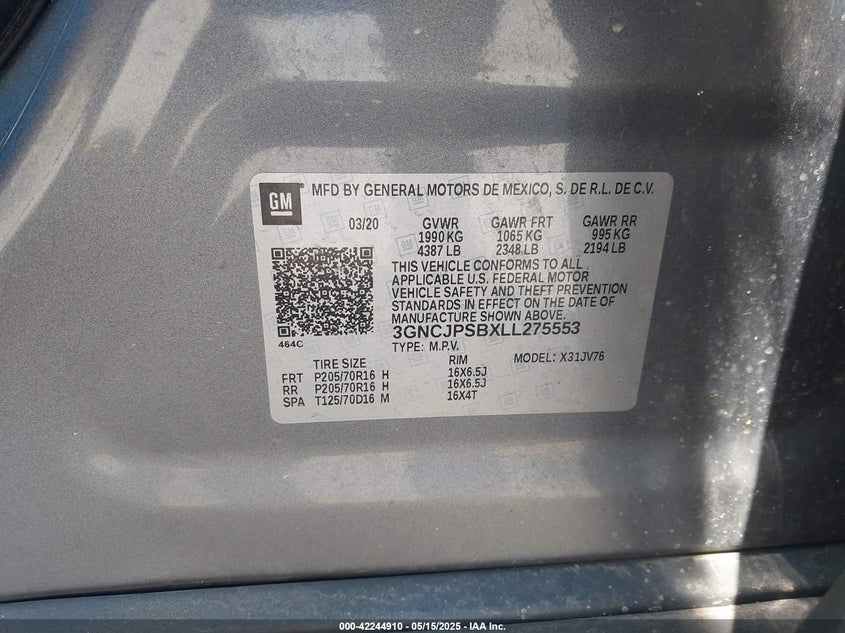 GM
MFD BY GENERAL MOTORS DE MEXICO, S. DE R.L. DE C.V.
03/20 GVWR GAWR FRT GAWR RR
1990 KG 1065 KG 995 KG
4387 LB 2348 LB 2194 LB
THIS VEHICLE CONFORMS TO ALL
APPLICABLE U.S. FEDERAL MOTOR
VEHICLE SAFETY AND THEFT PREVENTION
STANDARDS IN EFFECT ON THE DATE OF
MANUFACTURE SHOWN ABOVE.
3GNCJPSBXLL275553
464C
TYPE: M.P.V. MODEL: X31JV76
TIRE SIZE RIM
FRT P205/70R16 H 16X6.5J
RR P205/70R16 H 16X6.5J
SPA T125/70D16 M 16X4T
000-42244910 - 05/15/2025 - IAA Inc.